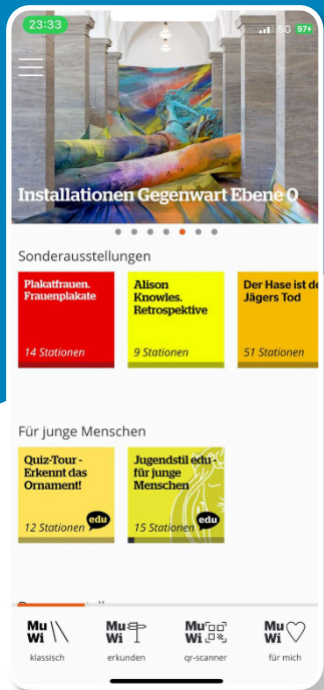 23:33
5G 97+
Installationen Gegenwart Ebene 0
Sonderausstellungen
Plakatfrauen.
Frauenplakate
14 Stationen
Alison
Knowles.
Retrospektive
9 Stationen
Der Hase ist de
Jägers Tod
51 Stationen
Für junge Menschen
Quiz-Tour -
Erkennt das
Ornament!
12 Stationen
edu
Jugendstil edu -
für junge
Menschen
15 Stationen
edu
Mu
Wi
klassisch
Mu
Wi
erkunden
Mu
Wi
qr-scanner
Mu
Wi
für mich